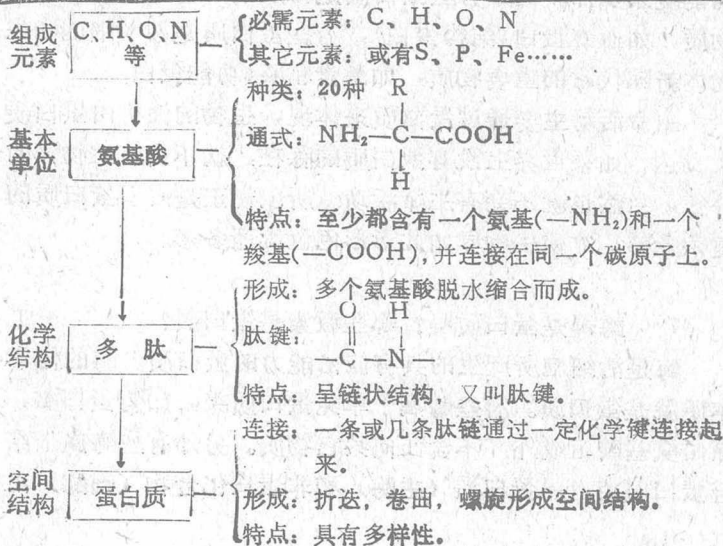 组成
元素
C、H、O、N
等
必需元素：C、H、O、N
其它元素：或有S、P、Fe……
种类：20种
基本
单位
氨基酸
R
通式：NH₂—C—COOH
H
特点：至少都含有一个氨基(—NH₂)和一个
羧基(—COOH)，并连接在同一个碳原子上。
化学
结构
多 肽
形成：多个氨基酸脱水缩合而成。
O H
肽键：
C—N
特点：呈链状结构，又叫肽键。
空间
结构
蛋白质
连接：一条或几条肽链通过一定化学键连接起
来。
形成：折迭，卷曲，螺旋形成空间结构。
特点：具有多样性。